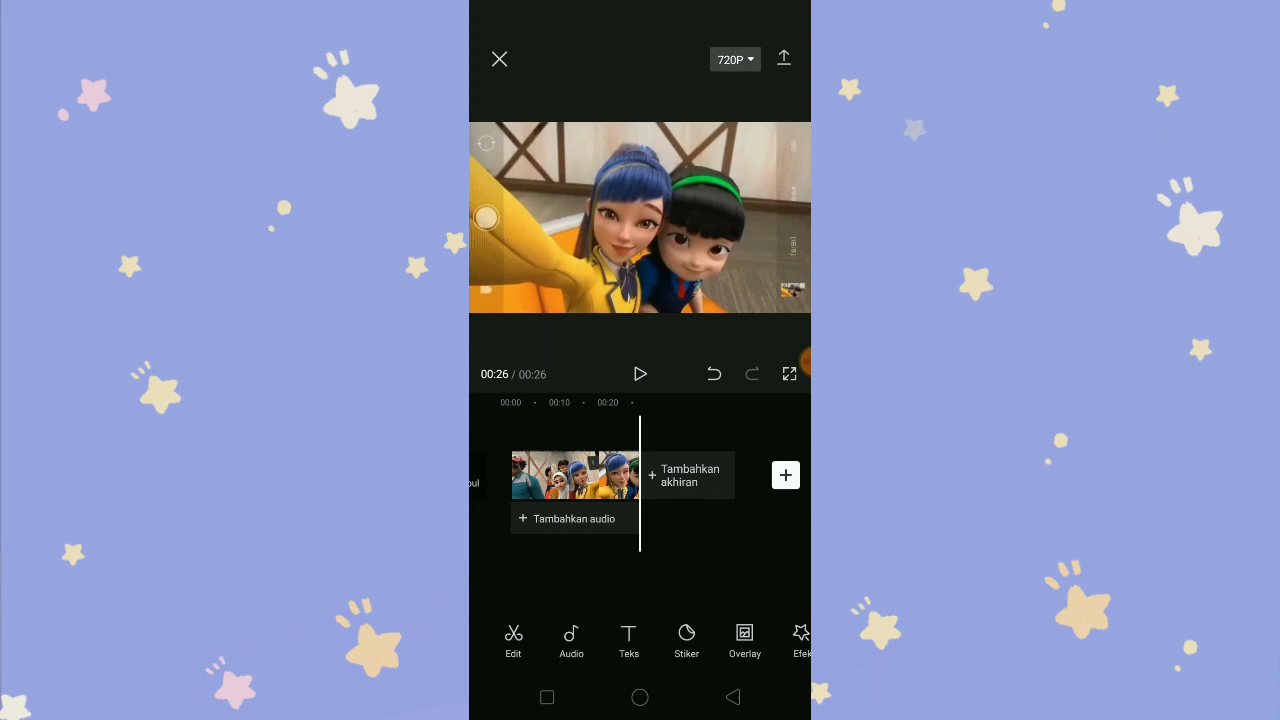 720P
00:26 / 00:26
00:00
00:10
00:20
Tambahkan
akhiran
Tambahkan audio
Edit
Audio
Teks
Stiker
Overlay
Efek